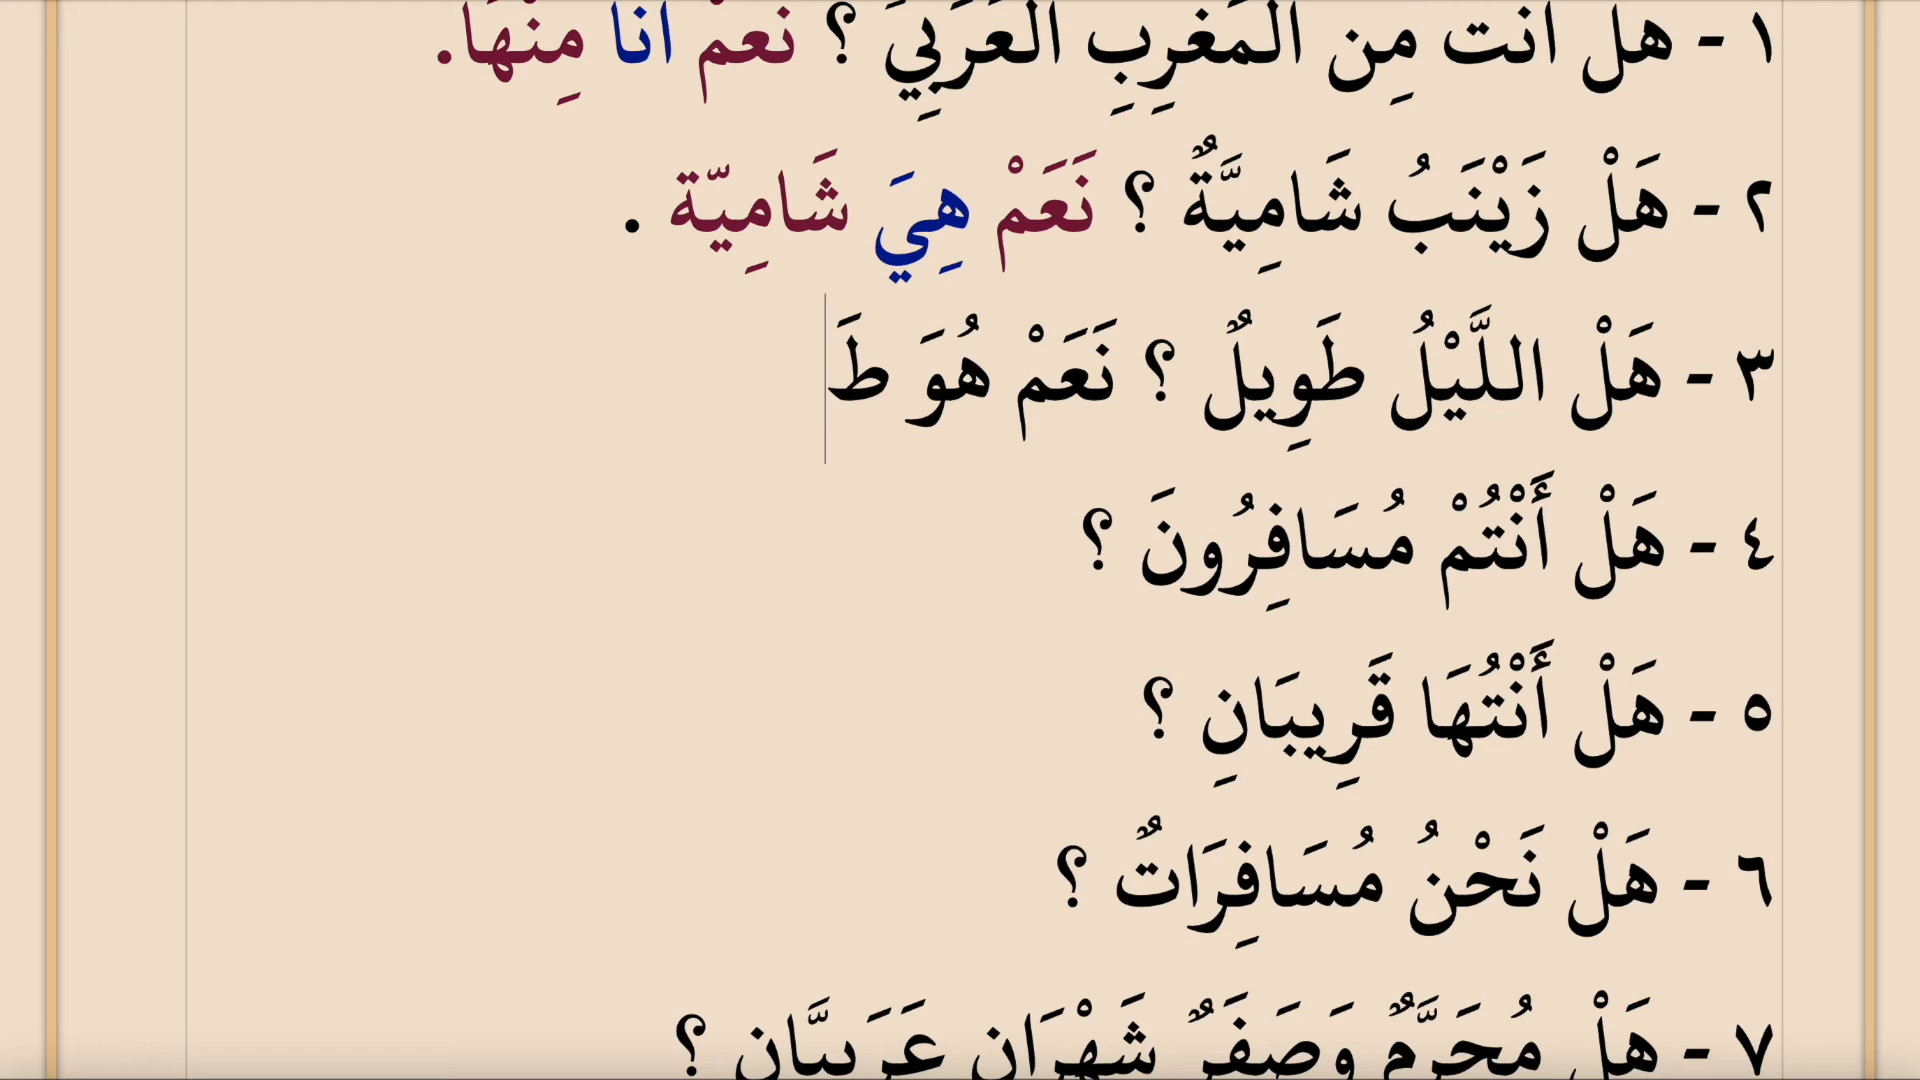 ١ - هل انت مِن المَغرِبِ العَرَبِيَ ؟ نعمْ انا مِنْهَا.
٢ - هَلْ زَيْنَبُ شَامِيَّةٌ ؟ نَعَمْ هِيَ شَامِيّة .
٣ - هَلْ اللَّيْلُ طَوِيلٌ ؟ نَعَمْ هُوَ طَ
٤ - هَلْ أَنْتُمْ مُسَافِرُونَ ؟
٥ - هَلْ أَنْتُهَا قَرِيبَانِ ؟
٦ - هَلْ نَحْنُ مُسَافِرَاتٌ ؟
٧ - هَلْ مُحَرَّمٌ وَصَفَرٌ شَهْرَانِ عَرَبِيَّانِ ؟